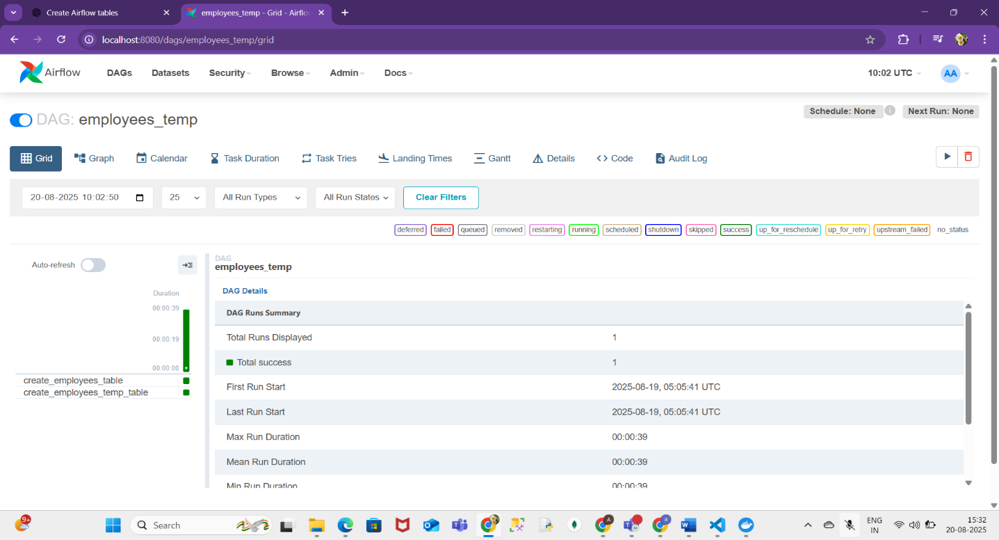 Create Airflow tables
employees_temp - Grid - Airflow
localhost:8080/dags/employees_temp/grid
Airflow DAGs Datasets Security Browse Admin Docs 10:02 UTC AA
DAG: employees_temp Schedule: None i Next Run: None
Grid Graph Calendar Task Duration Task Tries Landing Times Gantt Details Code Audit Log
20-08-2025 10:02:50 25 All Run Types All Run States Clear Filters
deferred failed queued removed restarting running scheduled shutdown skipped success up_for_reschedule up_for_retry upstream_failed no_status
Auto-refresh
Duration
00:00:39
00:00:19
00:00:00
create_employees_table
create_employees_temp_table
DAG
employees_temp
DAG Details
DAG Runs Summary
Total Runs Displayed 1
Total success 1
First Run Start 2025-08-19, 05:05:41 UTC
Last Run Start 2025-08-19, 05:05:41 UTC
Max Run Duration 00:00:39
Mean Run Duration 00:00:39
Min Run Duration 00:00:39
9+ Search ENG 15:32
IN 20-08-2025